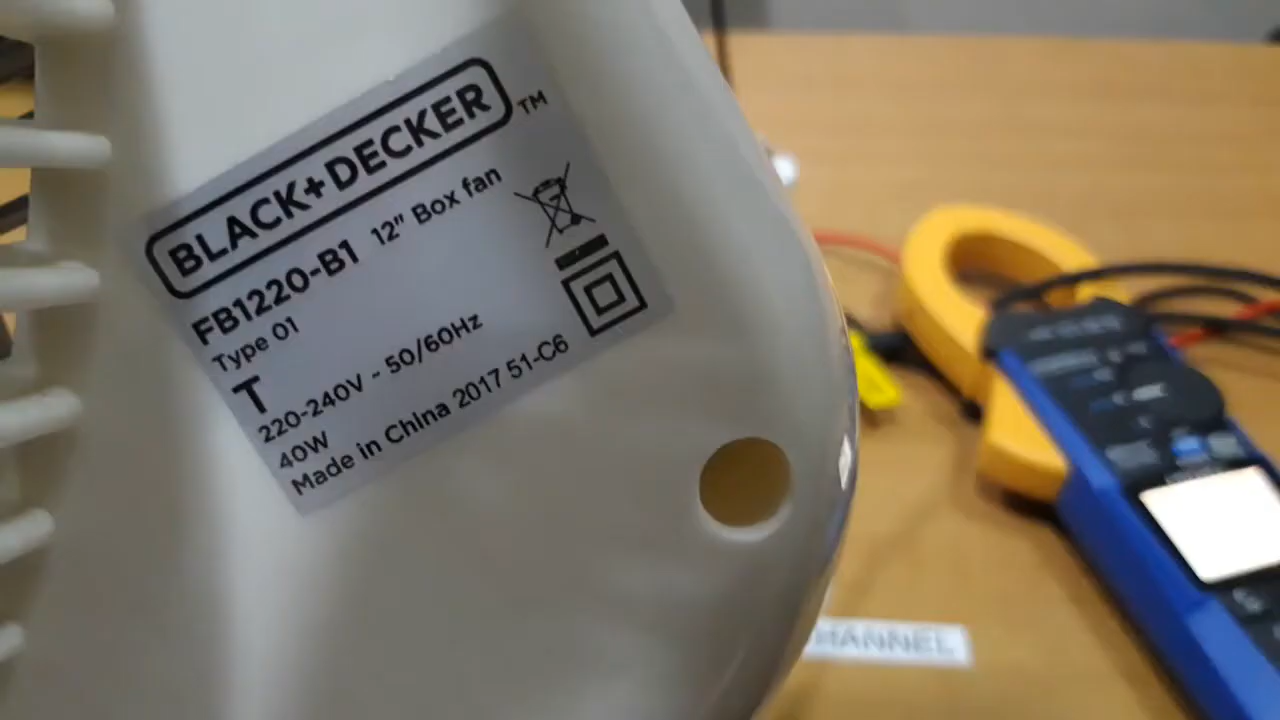 BLACK+DECKER™
FB1220-B1 12" Box fan
Type 01
T
220-240V ~ 50/60Hz
40W
Made in China 2017 51-C6
HANNEL